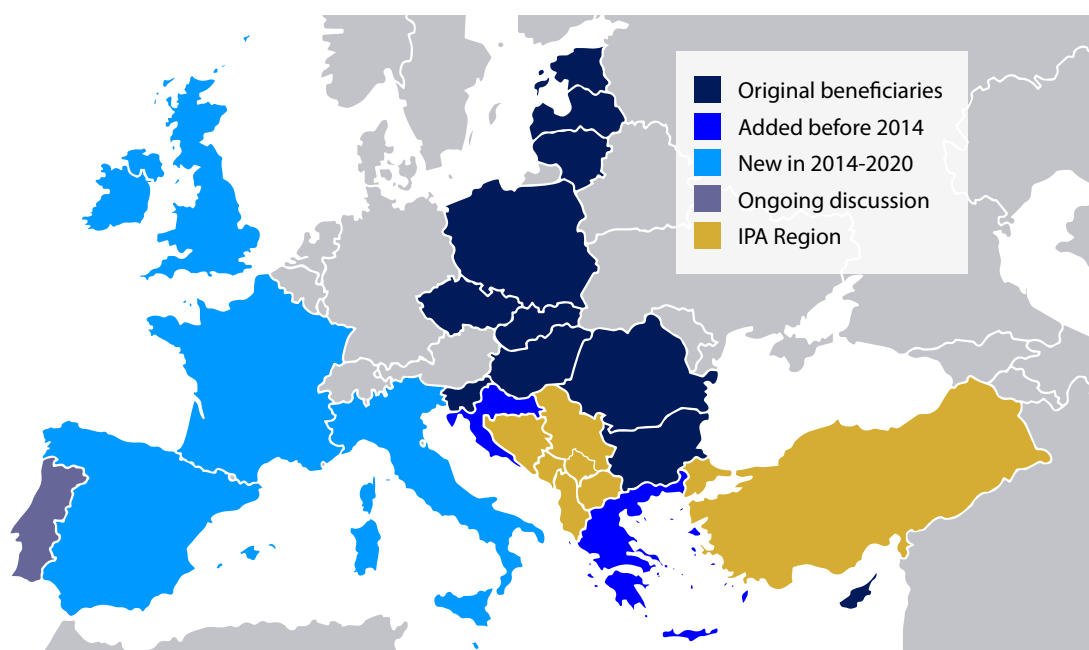 Original beneficiaries
Added before 2014
New in 2014-2020
Ongoing discussion
IPA Region